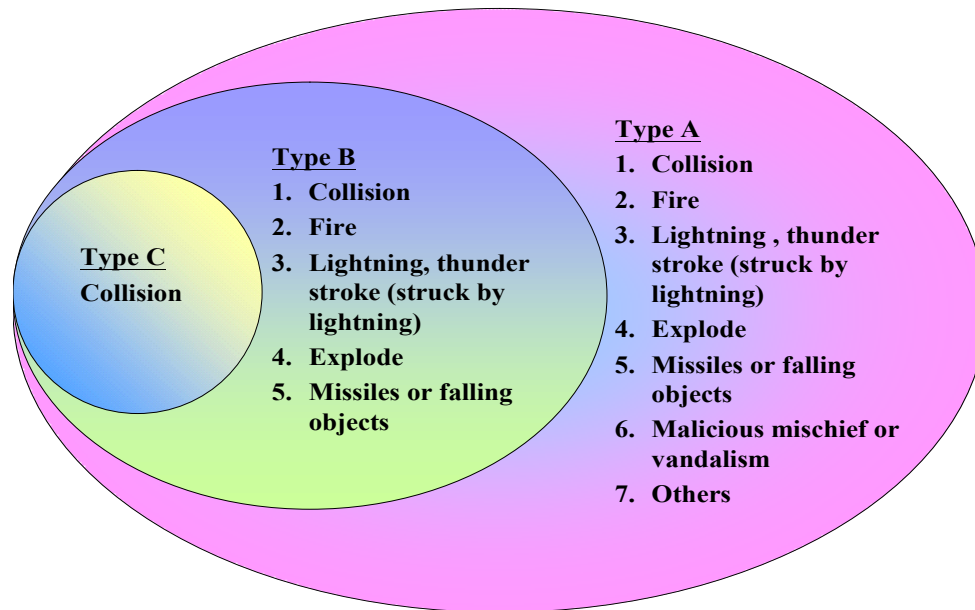 Type C
Collision
Type B
1. Collision
2. Fire
3. Lightning, thunder
stroke (struck by
lightning)
4. Explode
5. Missiles or falling
objects
Type A
1. Collision
2. Fire
3. Lightning , thunder
stroke (struck by
lightning)
4. Explode
5. Missiles or falling
objects
6. Malicious mischief or
vandalism
7. Others